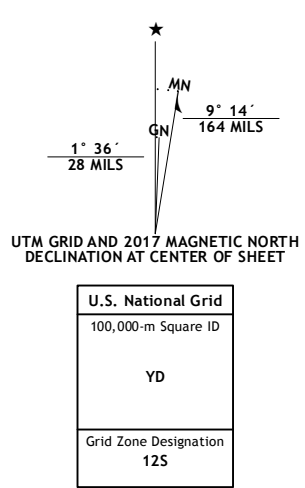 ★
MN
GN
9° 14´
164 MILS
1° 36´
28 MILS
UTM GRID AND 2017 MAGNETIC NORTH
DECLINATION AT CENTER OF SHEET
U.S. National Grid
100,000-m Square ID
YD
Grid Zone Designation
12S